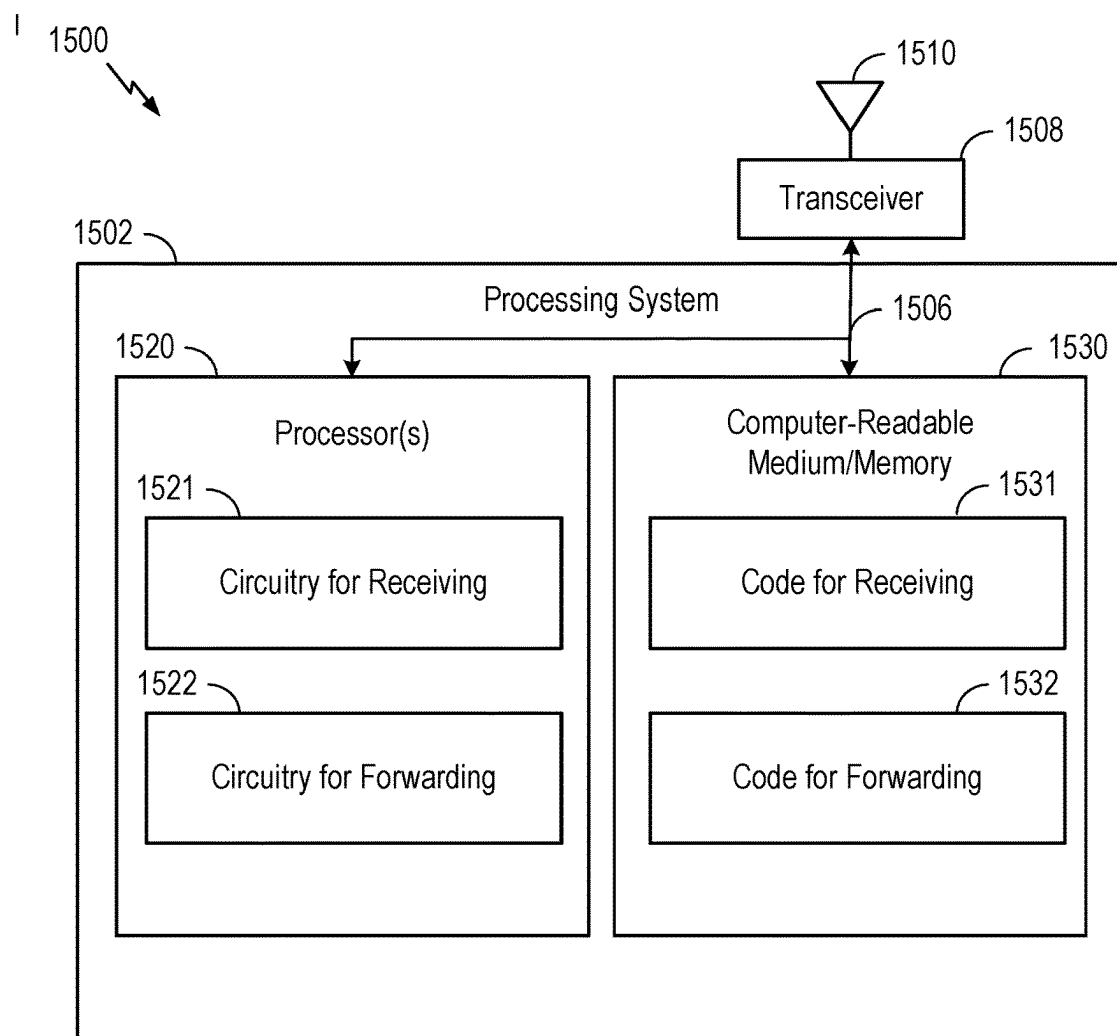 1500
1510
1508
Transceiver
1502
Processing System
1506
1520
1530
Processor(s)
Computer-Readable
Medium/Memory
1521
1531
Circuitry for Receiving
Code for Receiving
1522
1532
Circuitry for Forwarding
Code for Forwarding